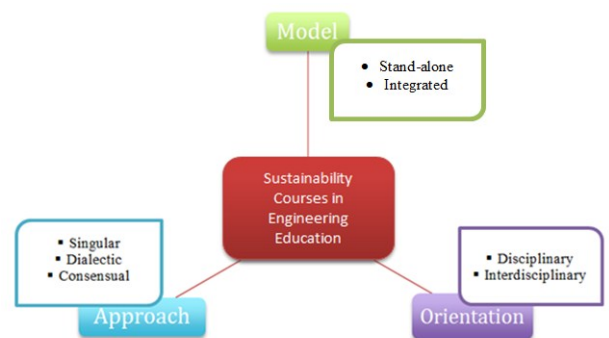 Model
• Stand-alone
• Integrated
Sustainability
Courses in
Engineering
Education
▪ Singular
▪ Dialectic
▪ Consensual
Approach
▪ Disciplinary
▪ Interdisciplinary
Orientation